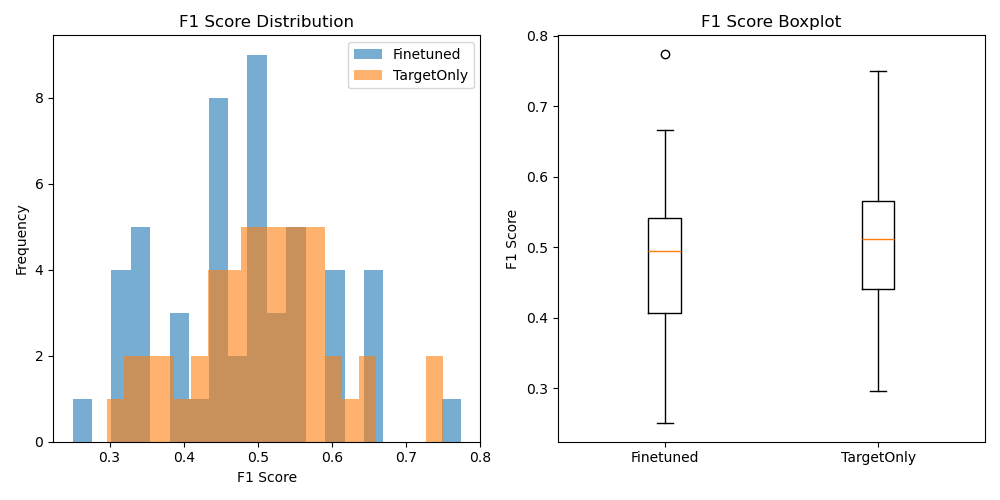 F1 Score Distribution
Finetuned
TargetOnly
Frequency
8
6
4
2
0
0.3 0.4 0.5 0.6 0.7 0.8
F1 Score
F1 Score Boxplot
F1 Score
0.8
0.7
0.6
0.5
0.4
0.3
Finetuned TargetOnly